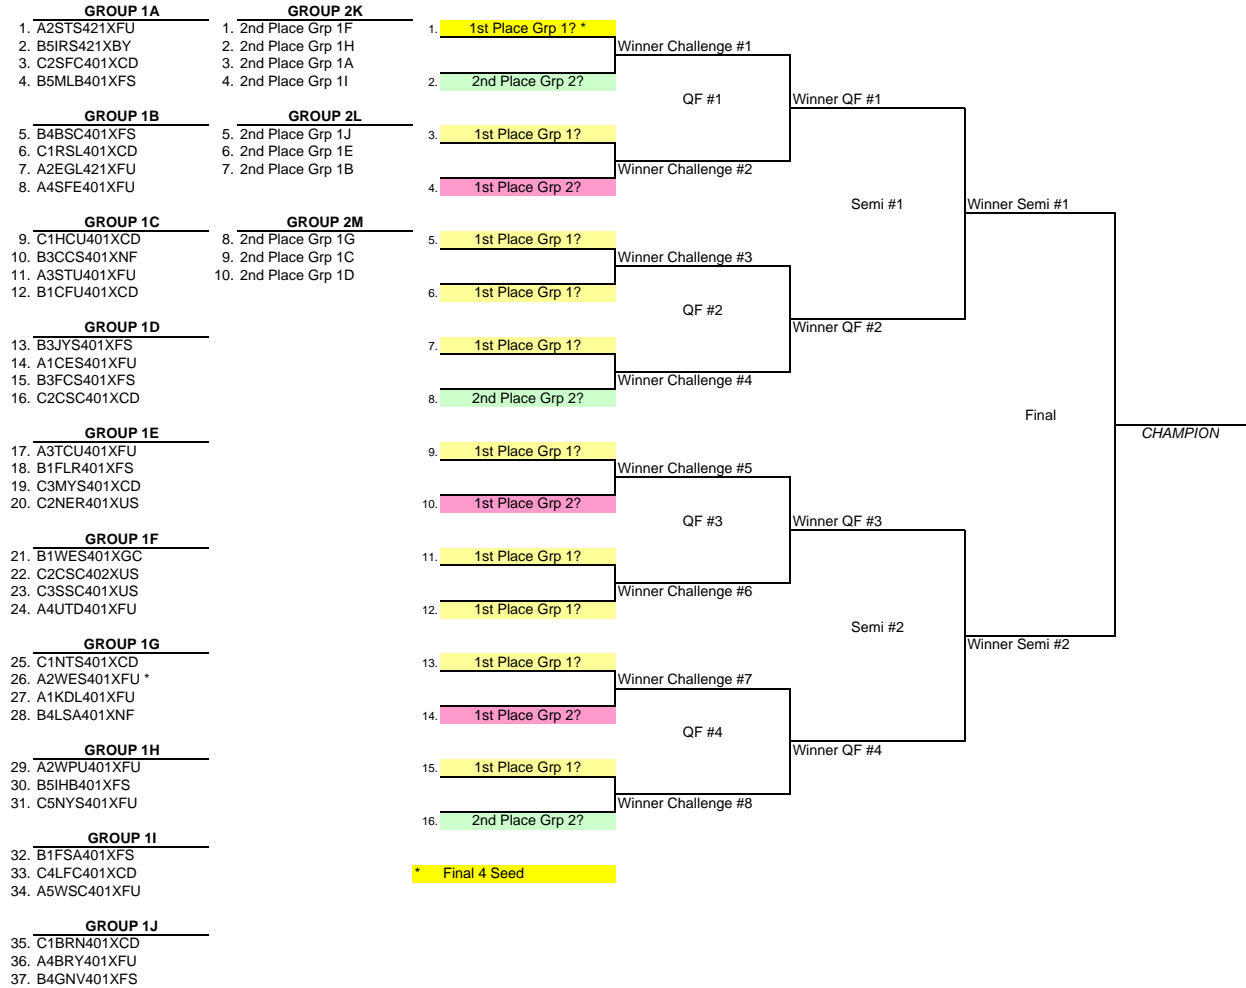 GROUP 1A
1. A2STS421XFU
2. B5IRS421XBY
3. C2SFC401XCD
4. B5MLB401XFS
GROUP 1B
5. B4BSC401XFS
6. C1RSL401XCD
7. A2EGL421XFU
8. A4SFE401XFU
GROUP 1C
9. C1HCU401XCD
10. B3CCS401XNF
11. A3STU401XFU
12. B1CFU401XCD
GROUP 1D
13. B3JYS401XFS
14. A1CES401XFU
15. B3FCS401XFS
16. C2CSC401XCD
GROUP 1E
17. A3TCU401XFU
18. B1FLR401XFS
19. C3MYS401XCD
20. C2NER401XUS
GROUP 1F
21. B1WES401XGC
22. C2CSC402XUS
23. C3SSC401XUS
24. A4UTD401XFU
GROUP 1G
25. C1NTS401XCD
26. A2WES401XFU *
27. A1KDL401XFU
28. B4LSA401XNF
GROUP 1H
29. A2WPU401XFU
30. B5IHB401XFS
31. C5NYS401XFU
GROUP 1I
32. B1FSA401XFS
33. C4LFC401XCD
34. A5WSC401XFU
GROUP 1J
35. C1BRN401XCD
36. A4BRY401XFU
37. B4GNV401XFS
GROUP 2K
1. 2nd Place Grp 1F
2. 2nd Place Grp 1H
3. 2nd Place Grp 1A
4. 2nd Place Grp 1I
GROUP 2L
5. 2nd Place Grp 1J
6. 2nd Place Grp 1E
7. 2nd Place Grp 1B
GROUP 2M
8. 2nd Place Grp 1G
9. 2nd Place Grp 1C
10. 2nd Place Grp 1D
1. 1st Place Grp 1? *
2. 2nd Place Grp 2?
3. 1st Place Grp 1?
4. 1st Place Grp 2?
5. 1st Place Grp 1?
6. 1st Place Grp 1?
7. 1st Place Grp 1?
8. 2nd Place Grp 2?
9. 1st Place Grp 1?
10. 1st Place Grp 2?
11. 1st Place Grp 1?
12. 1st Place Grp 1?
13. 1st Place Grp 1?
14. 1st Place Grp 2?
15. 1st Place Grp 1?
16. 2nd Place Grp 2?
* Final 4 Seed
Winner Challenge #1
QF #1
Winner Challenge #2
Winner Challenge #3
QF #2
Winner Challenge #4
Winner Challenge #5
QF #3
Winner Challenge #6
Winner Challenge #7
QF #4
Winner Challenge #8
Winner QF #1
Semi #1
Winner QF #2
Winner QF #3
Semi #2
Winner QF #4
Winner Semi #1
Final
Winner Semi #2
CHAMPION